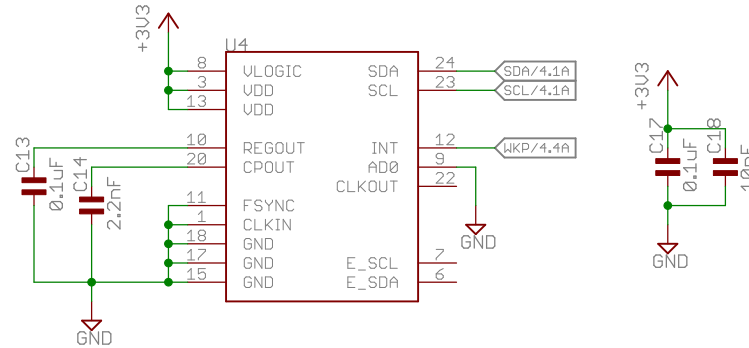 +3V3
U4
8 VLOGIC SDA 24 SDA/4.1A
3 VDD SCL 23 SCL/4.1A
13 VDD
10 REGOUT INT 12 WKP/4.4A
20 CPOUT AD0 9
CLKOUT 22
11 FSYNC
1 CLKIN
18 GND
17 GND E_SCL 7
15 GND E_SDA 6
C13
0.1uF
C14
2.2nF
GND
GND
+3V3
C17
0.1uF
C18
10nF
GND